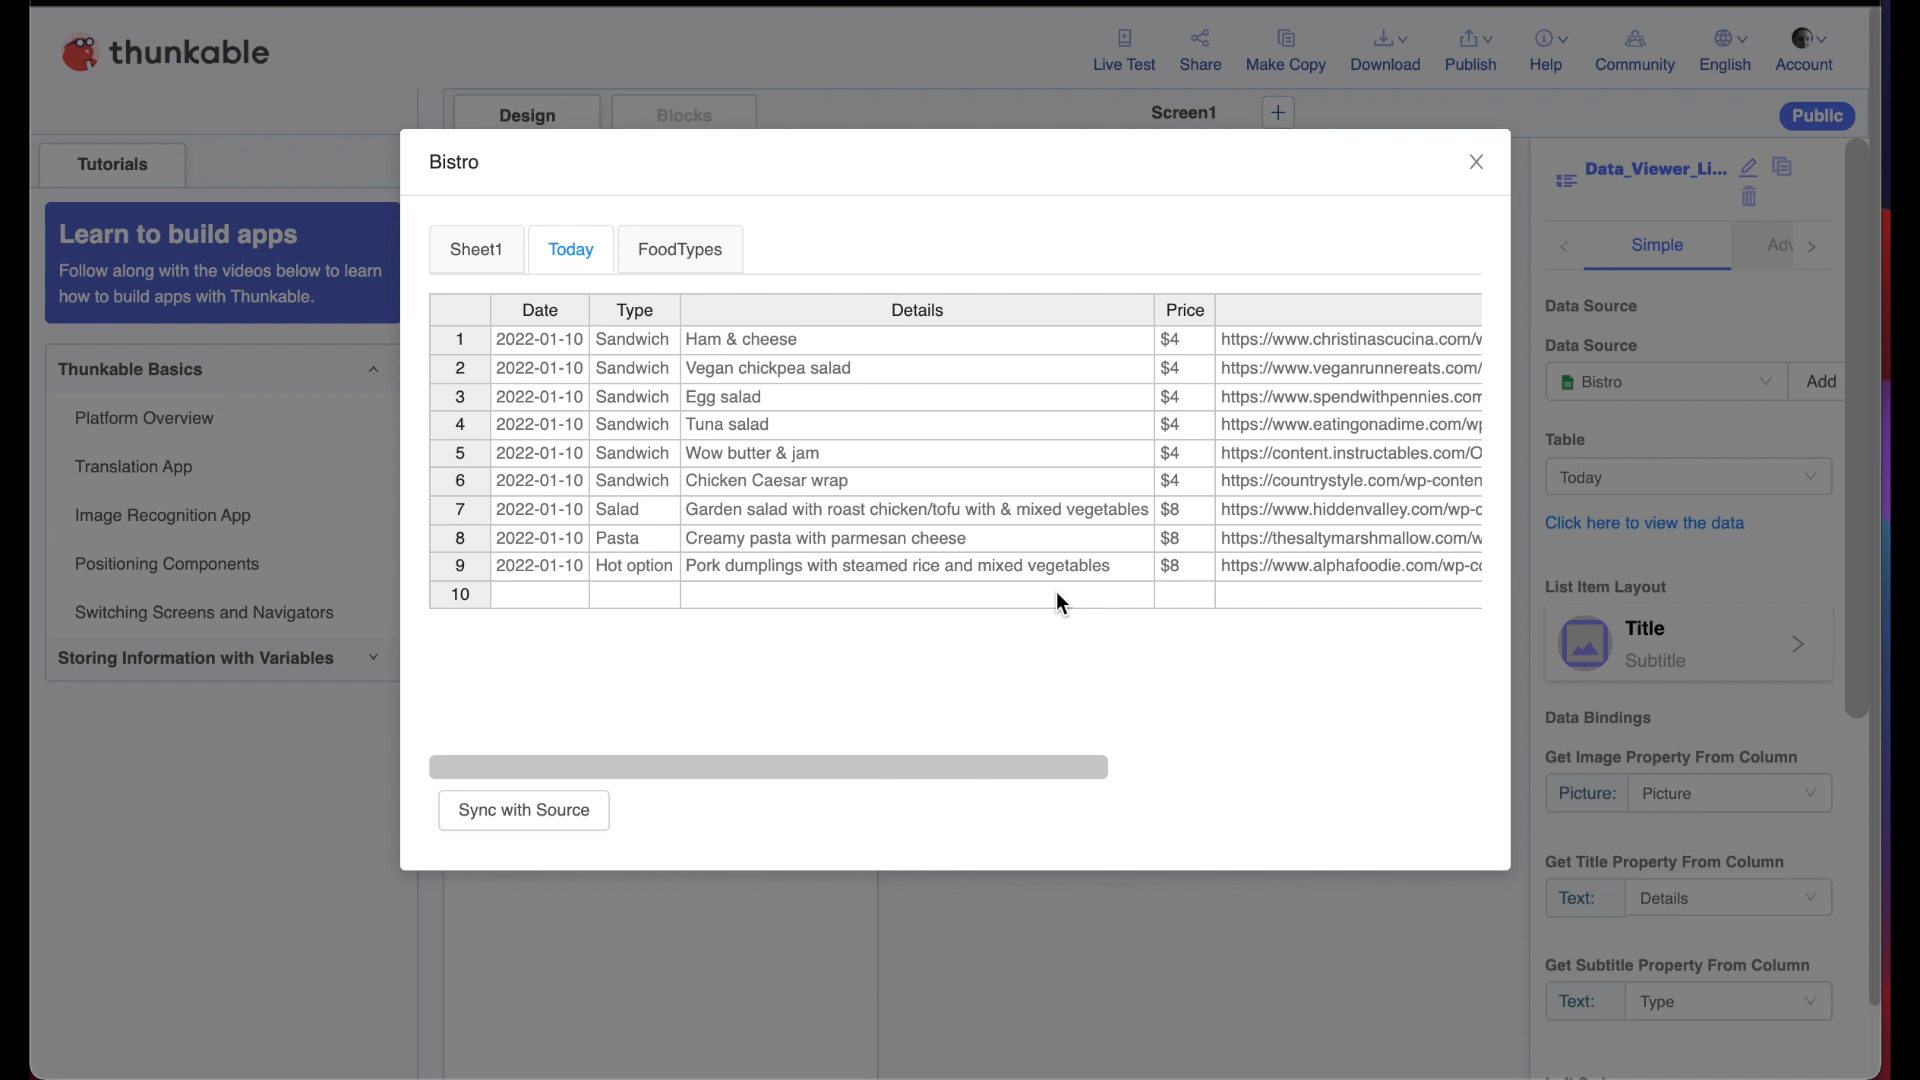 thunkable
Live Test
Share
Make Copy
Download
Publish
Help
Community
English
Account
Design
Blocks
Screen1
+
Public
Tutorials
Learn to build apps
Follow along with the videos below to learn
how to build apps with Thunkable.
Thunkable Basics
Platform Overview
Translation App
Image Recognition App
Positioning Components
Switching Screens and Navigators
Storing Information with Variables
Bistro
Sheet1
Today
FoodTypes
Date Type Details Price
1 2022-01-10 Sandwich Ham & cheese $4 https://www.christinascucina.com/w
2 2022-01-10 Sandwich Vegan chickpea salad $4 https://www.veganrunnereats.com/
3 2022-01-10 Sandwich Egg salad $4 https://www.spendwithpennies.com
4 2022-01-10 Sandwich Tuna salad $4 https://www.eatingonadime.com/wp
5 2022-01-10 Sandwich Wow butter & jam $4 https://content.instructables.com/O
6 2022-01-10 Sandwich Chicken Caesar wrap $4 https://countrystyle.com/wp-conten
7 2022-01-10 Salad Garden salad with roast chicken/tofu with & mixed vegetables $8 https://www.hiddenvalley.com/wp-c
8 2022-01-10 Pasta Creamy pasta with parmesan cheese $8 https://thesaltymarshmallow.com/w
9 2022-01-10 Hot option Pork dumplings with steamed rice and mixed vegetables $8 https://www.alphafoodie.com/wp-co
10
Sync with Source
Data_Viewer_Li...
Simple
Adv
Data Source
Data Source
Bistro
Add
Table
Today
Click here to view the data
List Item Layout
Title
Subtitle
Data Bindings
Get Image Property From Column
Picture: Picture
Get Title Property From Column
Text: Details
Get Subtitle Property From Column
Text: Type